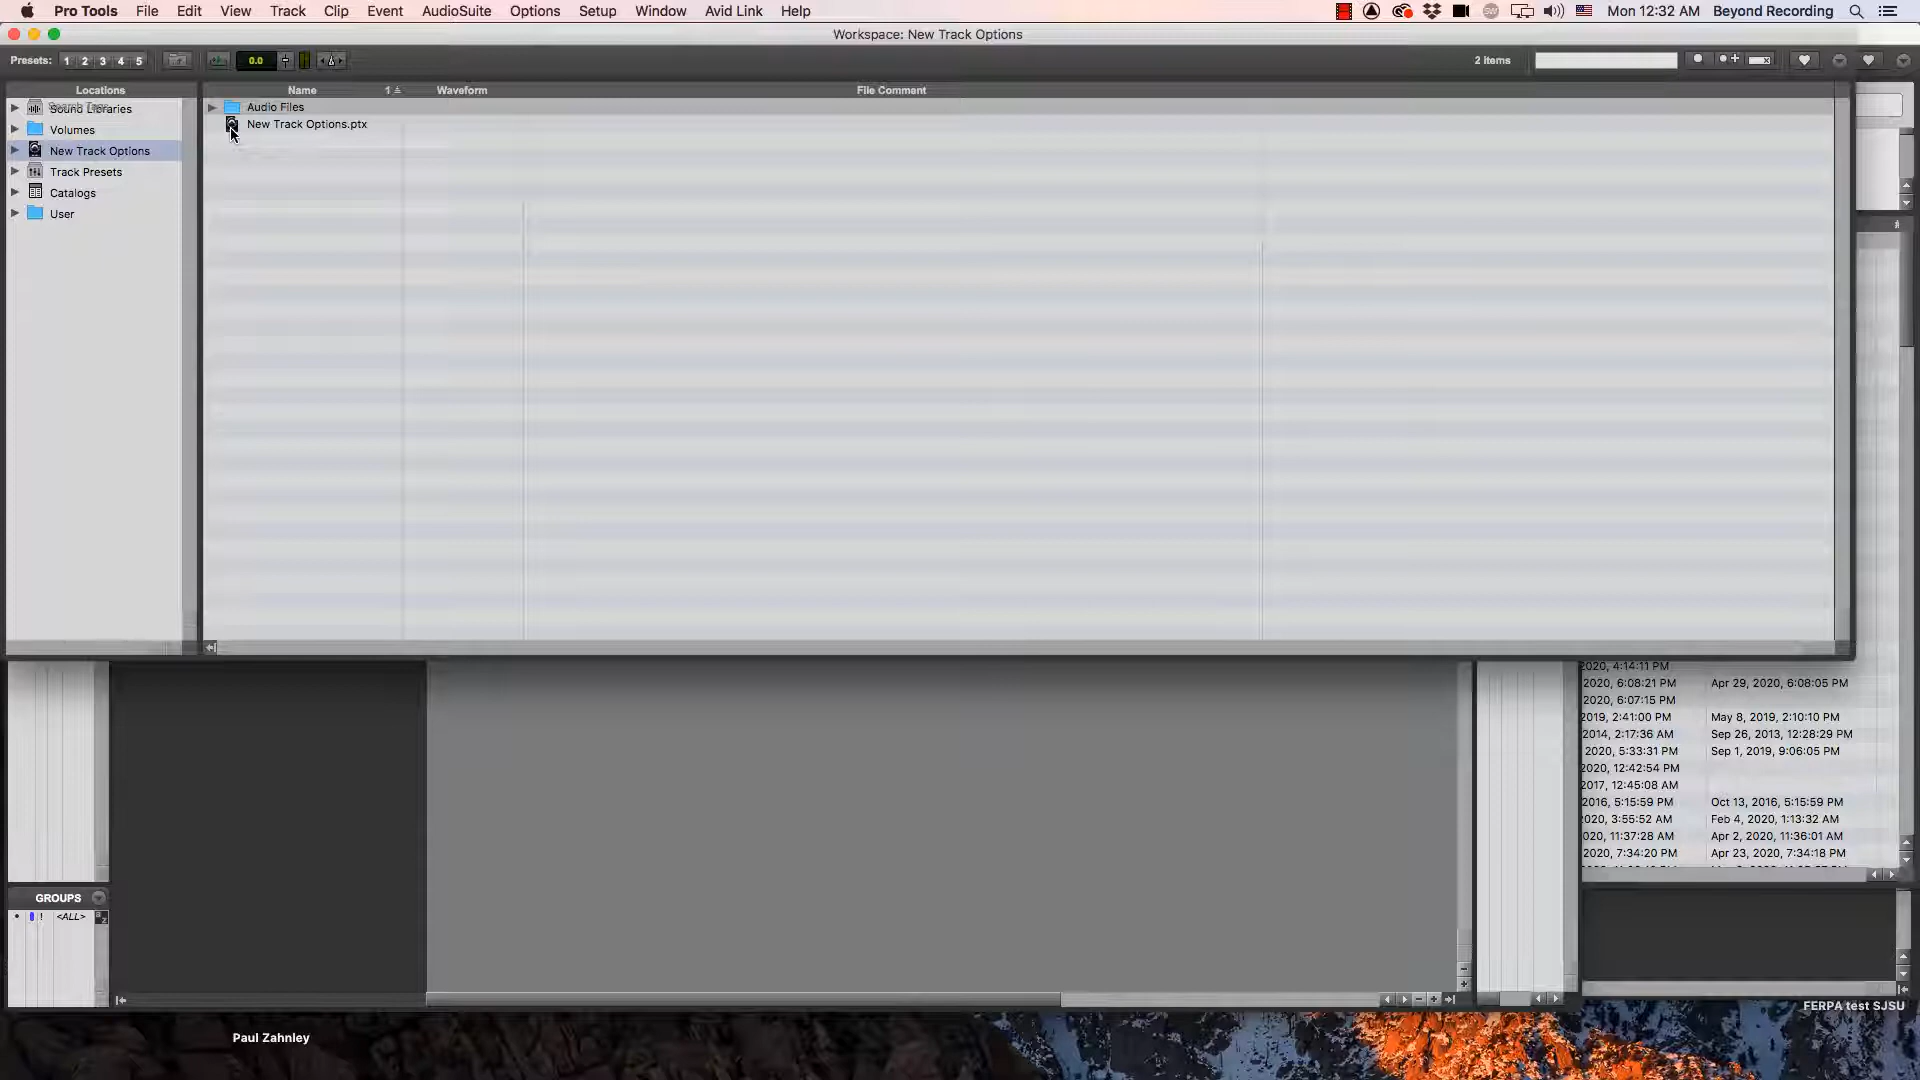 Pro Tools File Edit View Track Clip Event AudioSuite Options Setup Window Avid Link Help Mon 12:32 AM Beyond Recording
Workspace: New Track Options
Presets: 1 2 3 4 5 0.0 2 items
Locations Name 1 Waveform File Comment
Sound Libraries
Audio Files
Volumes
New Track Options.ptx
New Track Options
Track Presets
Catalogs
User
2020, 4:14:11 PM
2020, 6:08:21 PM Apr 29, 2020, 6:08:05 PM
2020, 6:07:15 PM
2019, 2:41:00 PM May 8, 2019, 2:10:10 PM
2014, 2:17:36 AM Sep 26, 2013, 12:28:29 PM
2020, 5:33:31 PM Sep 1, 2019, 9:06:05 PM
2020, 12:42:54 PM
2017, 12:45:08 AM
2016, 5:15:59 PM Oct 13, 2016, 5:15:59 PM
020, 3:55:52 AM Feb 4, 2020, 1:13:32 AM
020, 11:37:28 AM Apr 2, 2020, 11:36:01 AM
2020, 7:34:20 PM Apr 23, 2020, 7:34:18 PM
GROUPS
! <ALL> a z
FERPA test SJSU
Paul Zahnley